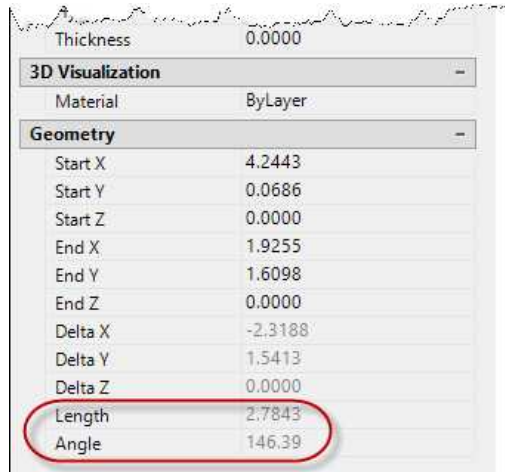 Thickness 0.0000
3D Visualization
Material ByLayer
Geometry
Start X 4.2443
Start Y 0.0686
Start Z 0.0000
End X 1.9255
End Y 1.6098
End Z 0.0000
Delta X -2.3188
Delta Y 1.5413
Delta Z 0.0000
Length 2.7843
Angle 146.39